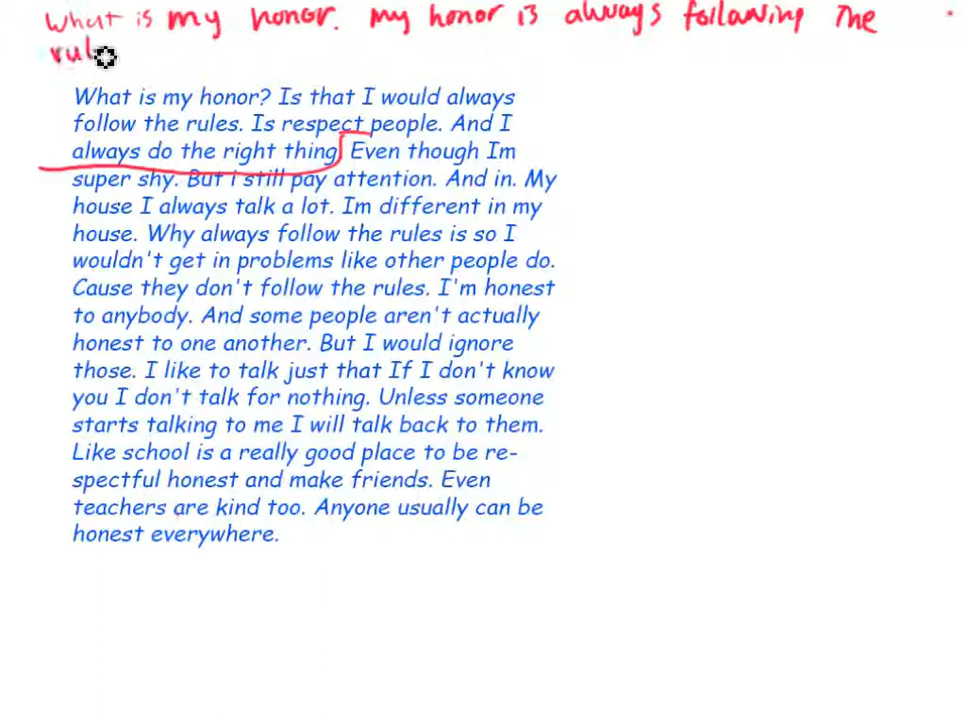 What is my honor. My honor is always following The
rul
What is my honor? Is that I would always
follow the rules. Is respect people. And I
always do the right thing. Even though Im
super shy. But i still pay attention. And in. My
house I always talk a lot. Im different in my
house. Why always follow the rules is so I
wouldn't get in problems like other people do.
Cause they don't follow the rules. I'm honest
to anybody. And some people aren't actually
honest to one another. But I would ignore
those. I like to talk just that If I don't know
you I don't talk for nothing. Unless someone
starts talking to me I will talk back to them.
Like school is a really good place to be re-
spectful honest and make friends. Even
teachers are kind too. Anyone usually can be
honest everywhere.